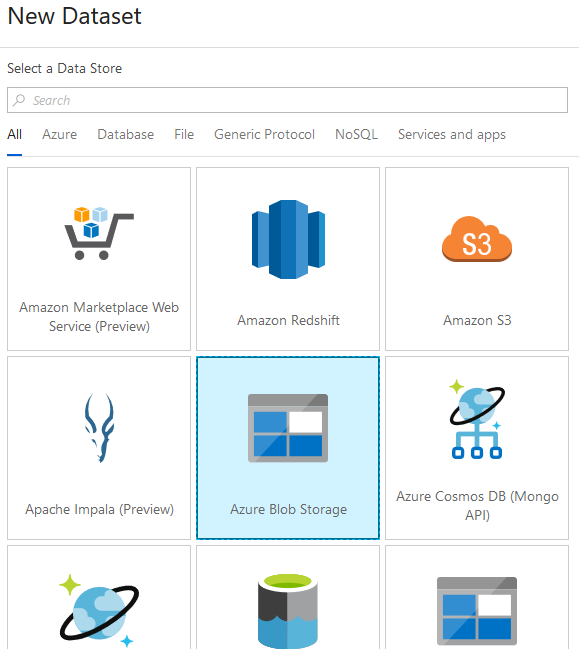 New Dataset
Select a Data Store
Search
All Azure Database File Generic Protocol NoSQL Services and apps
Amazon Marketplace Web
Service (Preview)
Amazon Redshift
S3
Amazon S3
Apache Impala (Preview)
Azure Blob Storage
Azure Cosmos DB (Mongo
API)